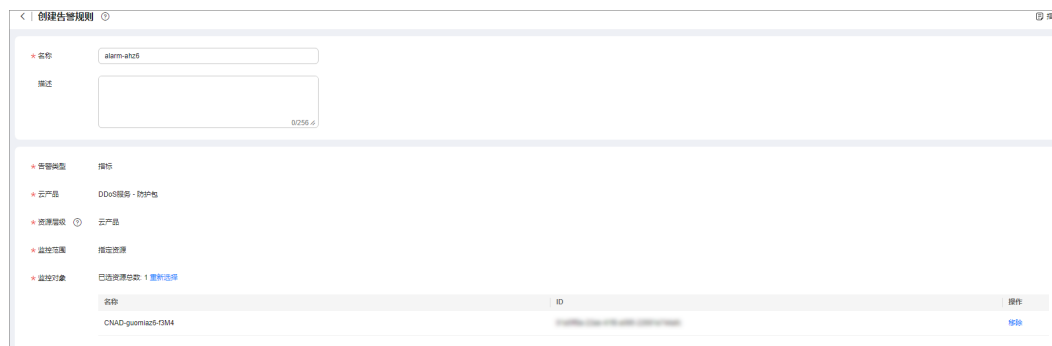 创建告警规则
名称 alarm-ahz6
描述
0/256
告警类型 指标
云产品 DDoS服务 - 防护包
资源层级 云产品
监控范围 指定资源
监控对象 已选资源总数: 1 重新选择
名称 ID 操作
CNAD-guomiaz6-f3M4 移除